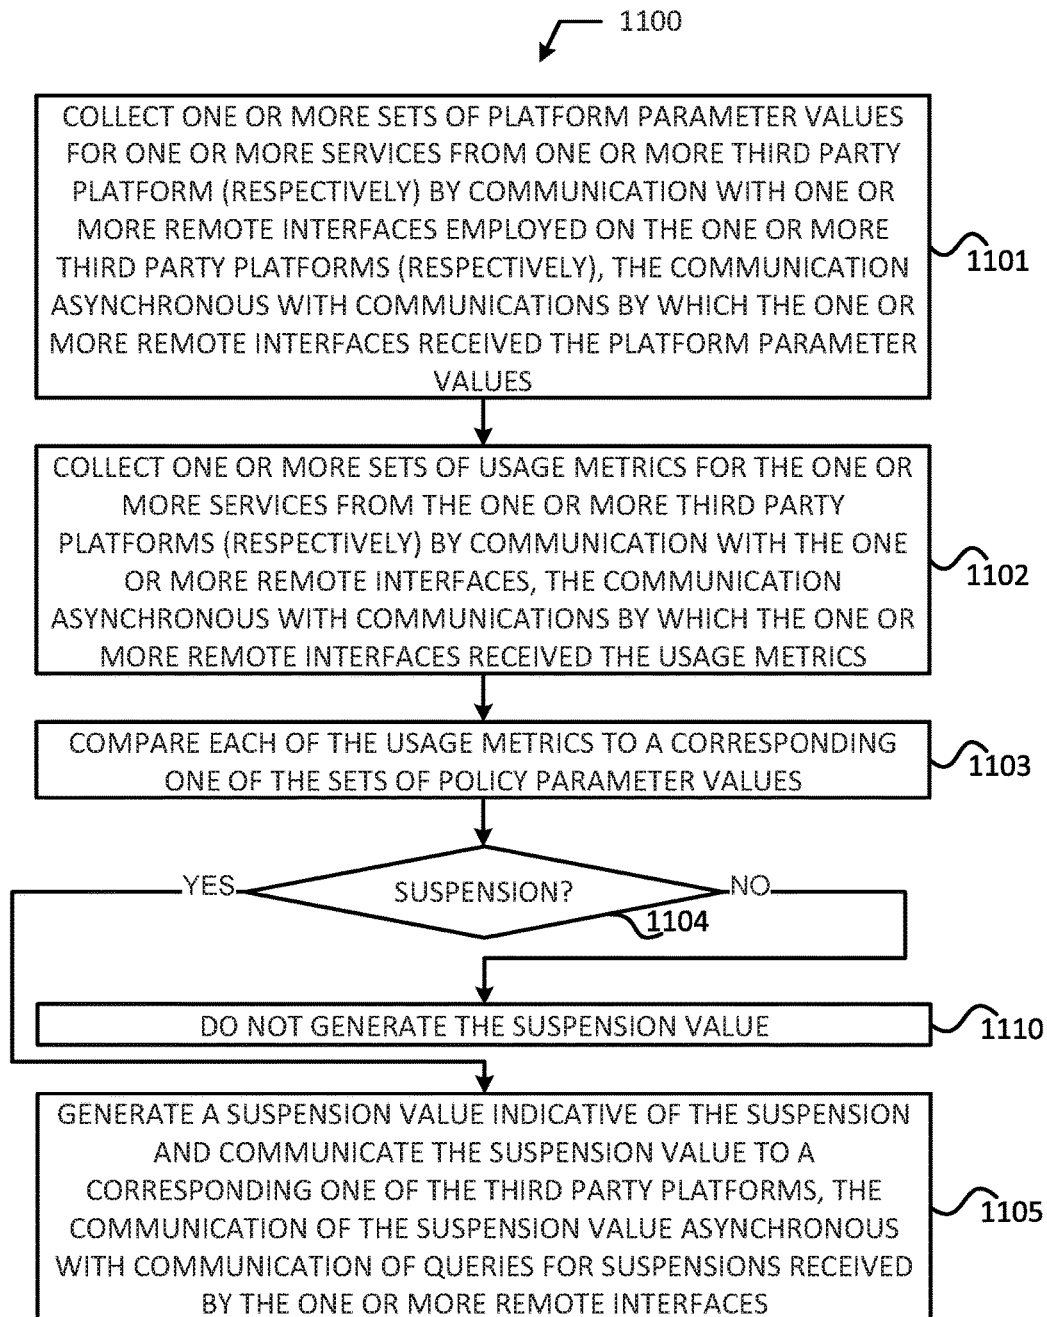 1100
COLLECT ONE OR MORE SETS OF PLATFORM PARAMETER VALUES
FOR ONE OR MORE SERVICES FROM ONE OR MORE THIRD PARTY
PLATFORM (RESPECTIVELY) BY COMMUNICATION WITH ONE OR
MORE REMOTE INTERFACES EMPLOYED ON THE ONE OR MORE
THIRD PARTY PLATFORMS (RESPECTIVELY), THE COMMUNICATION
ASYNCHRONOUS WITH COMMUNICATIONS BY WHICH THE ONE OR
MORE REMOTE INTERFACES RECEIVED THE PLATFORM PARAMETER
VALUES
1101
COLLECT ONE OR MORE SETS OF USAGE METRICS FOR THE ONE OR
MORE SERVICES FROM THE ONE OR MORE THIRD PARTY
PLATFORMS (RESPECTIVELY) BY COMMUNICATION WITH THE ONE
OR MORE REMOTE INTERFACES, THE COMMUNICATION
ASYNCHRONOUS WITH COMMUNICATIONS BY WHICH THE ONE OR
MORE REMOTE INTERFACES RECEIVED THE USAGE METRICS
1102
COMPARE EACH OF THE USAGE METRICS TO A CORRESPONDING
ONE OF THE SETS OF POLICY PARAMETER VALUES
1103
YES
SUSPENSION?
NO
1104
DO NOT GENERATE THE SUSPENSION VALUE
1110
GENERATE A SUSPENSION VALUE INDICATIVE OF THE SUSPENSION
AND COMMUNICATE THE SUSPENSION VALUE TO A
CORRESPONDING ONE OF THE THIRD PARTY PLATFORMS, THE
COMMUNICATION OF THE SUSPENSION VALUE ASYNCHRONOUS
WITH COMMUNICATION OF QUERIES FOR SUSPENSIONS RECEIVED
BY THE ONE OR MORE REMOTE INTERFACES
1105